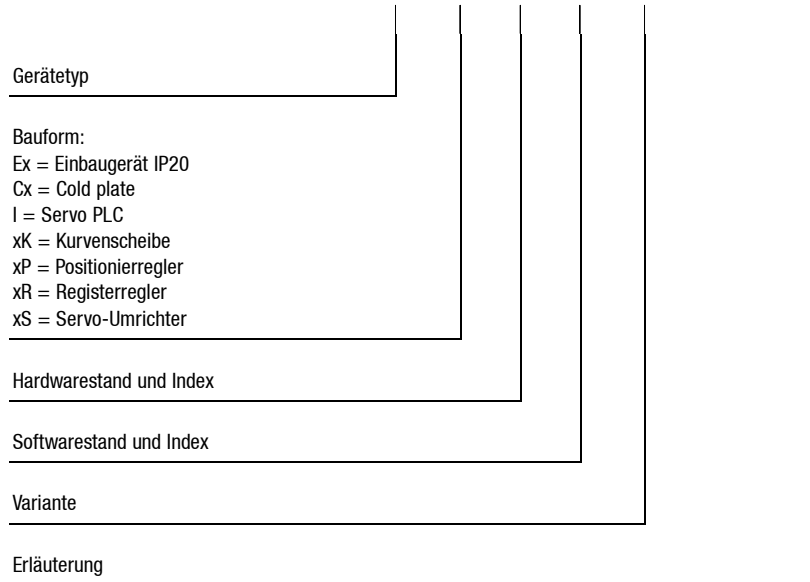 Gerätetyp
Bauform:
Ex = Einbaugerät IP20
Cx = Cold plate
I = Servo PLC
xK = Kurvenscheibe
xP = Positionierregler
xR = Registerregler
xS = Servo-Umrichter
Hardwarestand und Index
Softwarestand und Index
Variante
Erläuterung